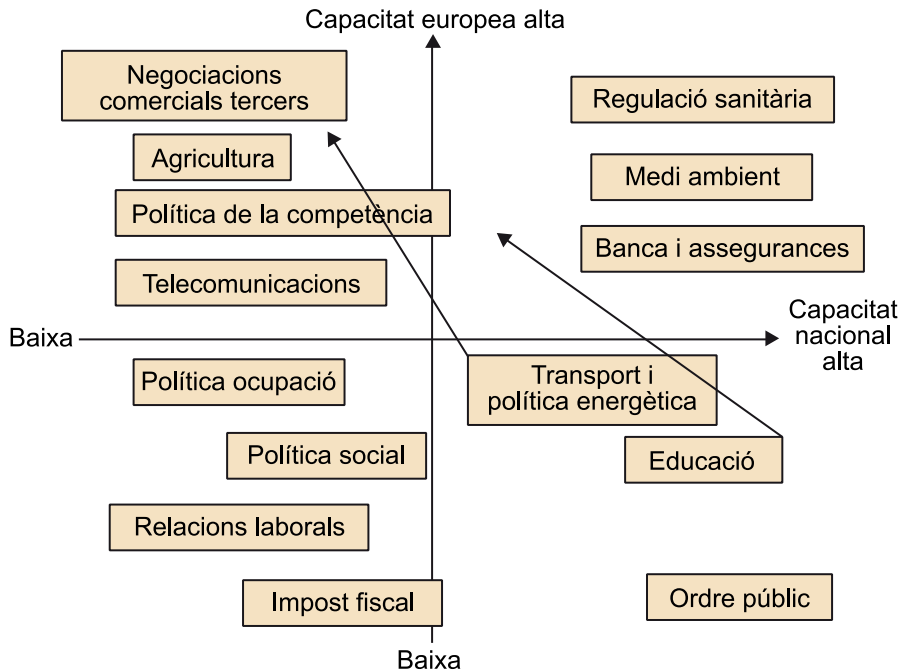 Capacitat europea alta
Negociacions
comercials tercers
Regulació sanitària
Agricultura
Medi ambient
Política de la competència
Banca i assegurances
Telecomunicacions
Baixa
Capacitat
nacional
alta
Política ocupació
Transport i
política energètica
Política social
Educació
Relacions laborals
Impost fiscal
Ordre públic
Baixa